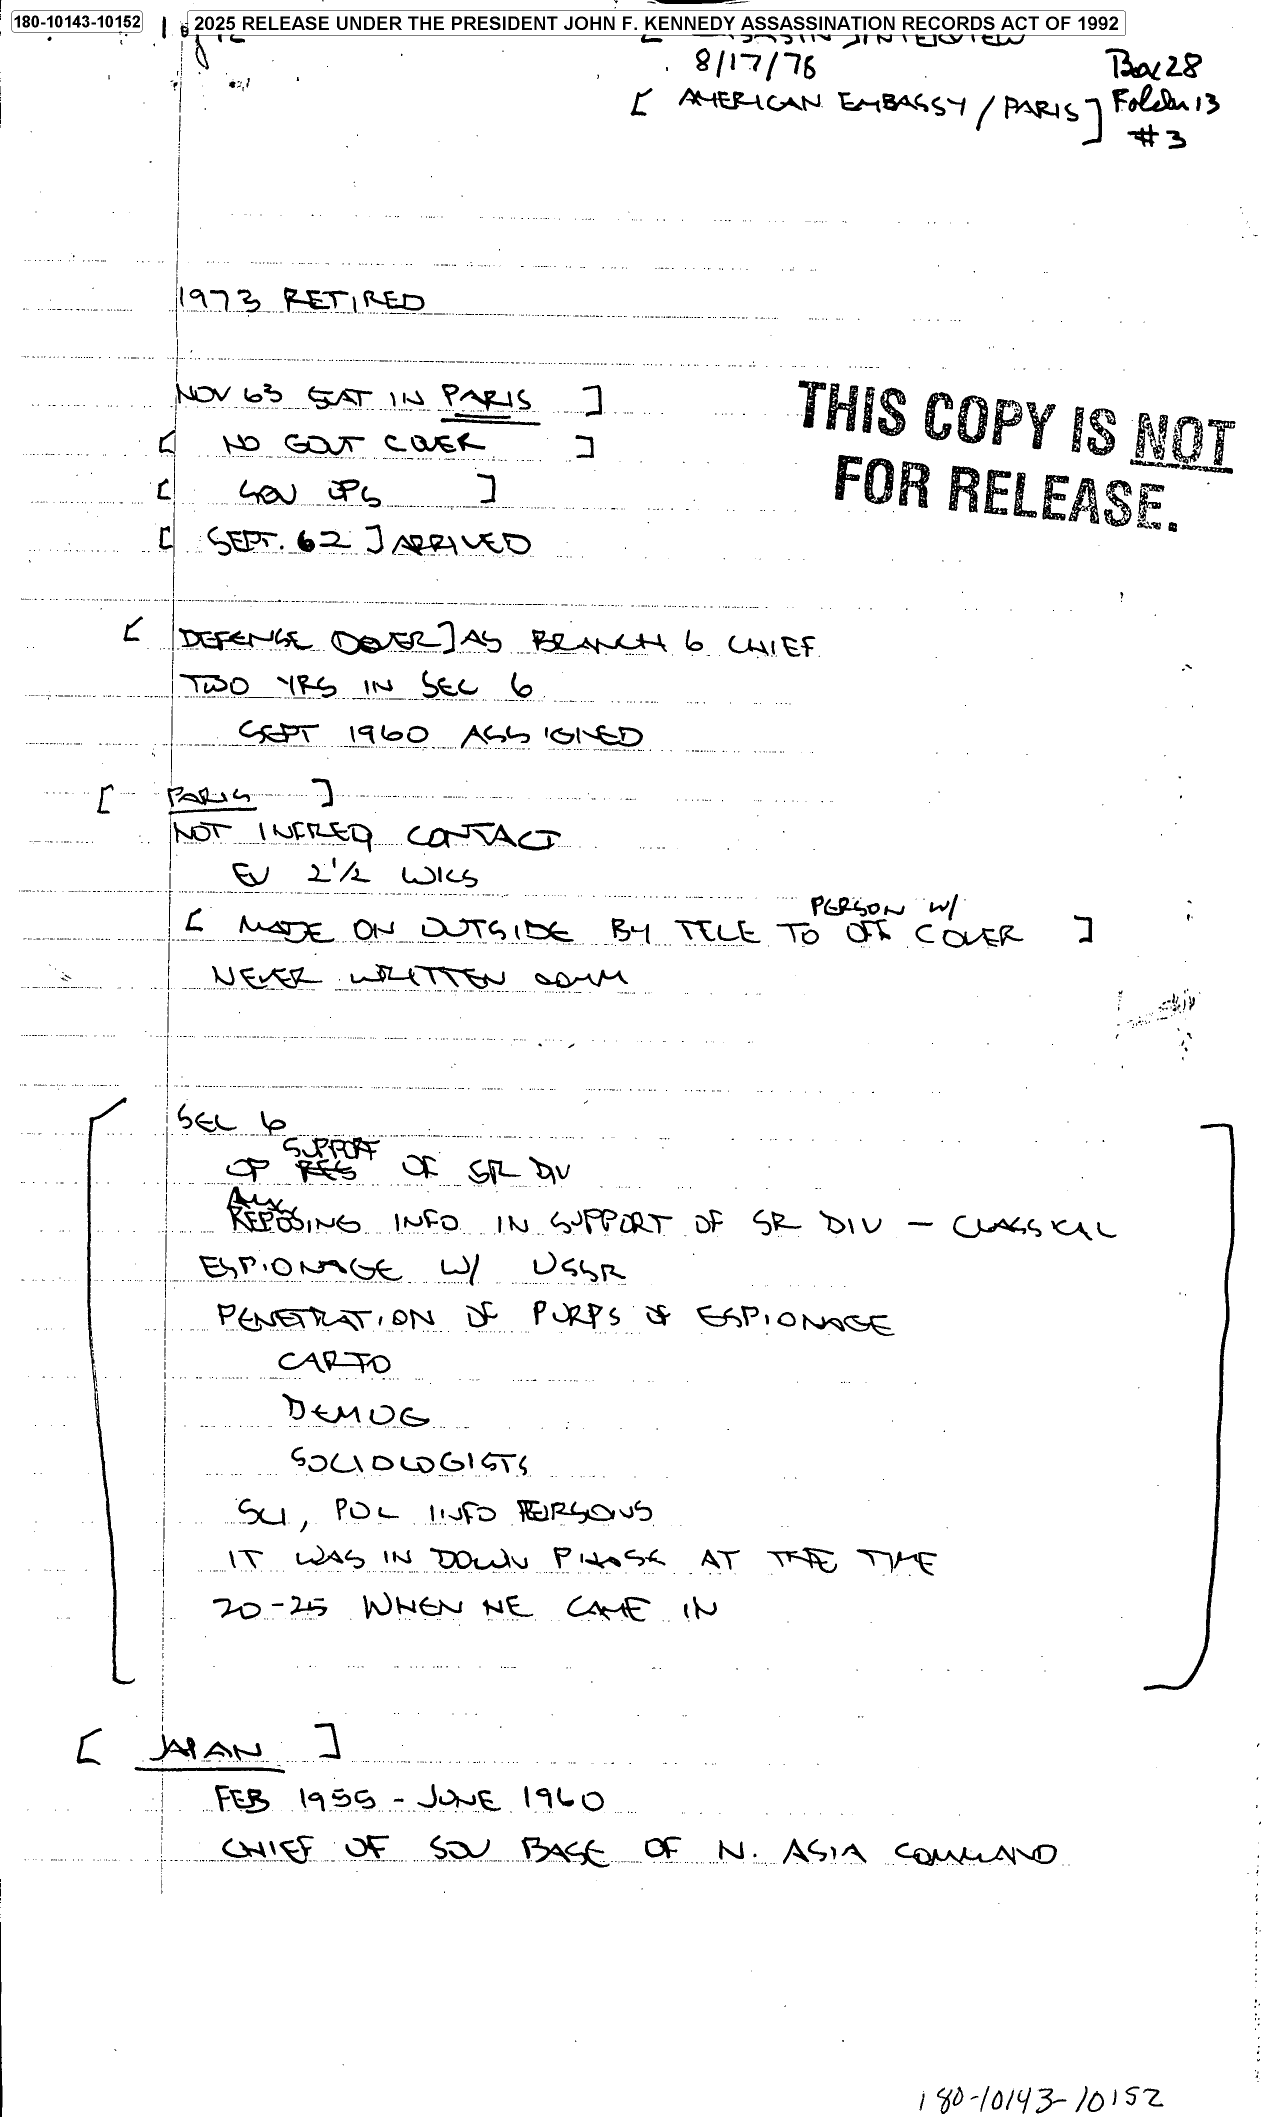 180-10143-10152
2025 RELEASE UNDER THE PRESIDENT JOHN F. KENNEDY ASSASSINATION RECORDS ACT OF 1992
INTERVIEW
8/17/78
Box 28
[ AMERICAN EMBASSY / PARIS ]
Folder 13
#3
1973 RETIRED
NOV 63 STAT IN PARIS ]
[ NO GOVT COVER ]
[ SOV OPS ]
[ SEPT. 62 ] ARRIVED
THIS COPY IS NOT
FOR RELEASE.
[ DEFENSE COVER ] AS BRANCH 6 CHIEF
TWO YRS IN SEC 6
SEPT 1960 ASSIGNED
[ PARIS ]
NOT INFREQ CONTACT
EV 2 1/2 WKS
PERSON W/
[ MADE ON OUTSIDE BY TELE TO OFF COVER ]
NEVER WRITTEN COMM
SEC 6
SUPPORT
OP RES OF SR DIV
INFO IN SUPPORT OF SR DIV - CLASSICAL
ESPIONAGE W/ USSR
PENETRATION OF PURPS OF ESPIONAGE
CARTO
DEMOG
SOCIOLOGISTS
SCI, POL INFO PERSONS
IT WAS IN DOWN PHASE AT THE TIME
20-25 WHEN HE CAME IN
[ JAPAN ]
FEB 1955 - JUNE 1960
CHIEF OF SOV BASE OF N. ASIA COMMAND
180-10143-10152